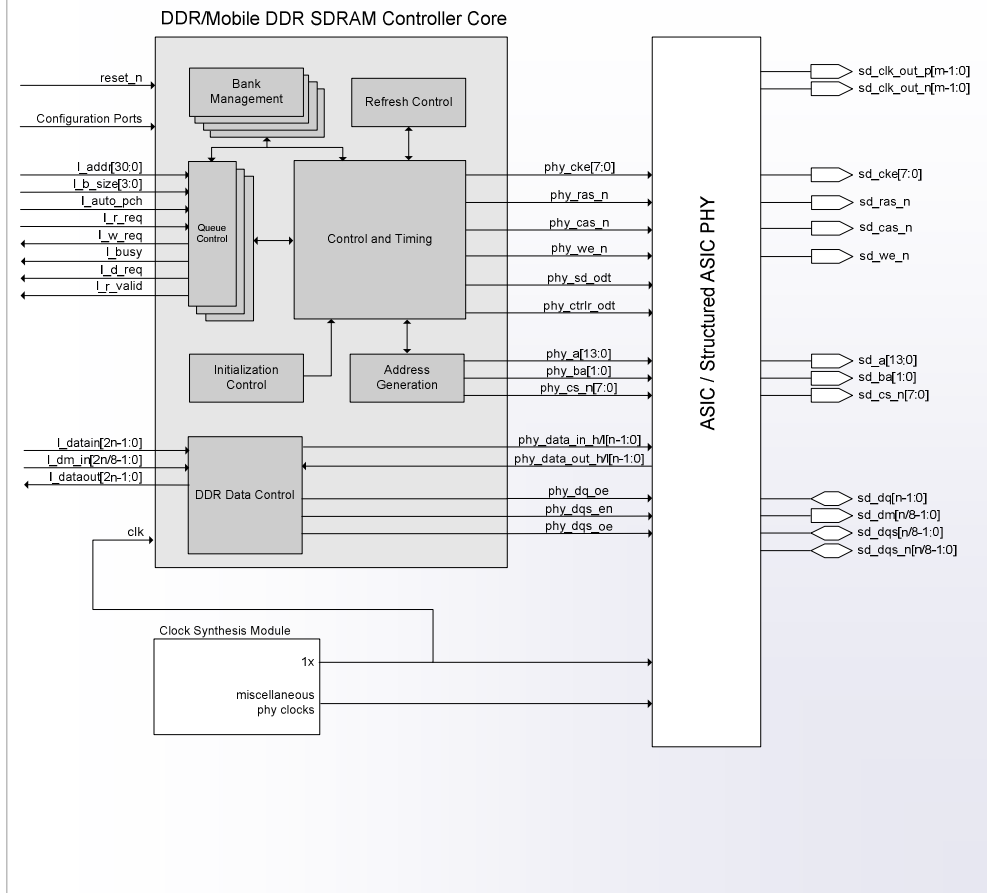 DDR/Mobile DDR SDRAM Controller Core
reset_n
Configuration Ports
l_addr[30:0]
l_b_size[3:0]
l_auto_pch
l_r_req
l_w_req
l_busy
l_d_req
l_r_valid
Bank
Management
Refresh Control
Queue
Control
Control and Timing
Initialization
Control
Address
Generation
phy_cke[7:0]
phy_ras_n
phy_cas_n
phy_we_n
phy_sd_odt
phy_ctrlr_odt
phy_a[13:0]
phy_ba[1:0]
phy_cs_n[7:0]
l_datain[2n-1:0]
l_dm_in[2n/8-1:0]
l_dataout[2n-1:0]
DDR Data Control
phy_data_in_h/l[n-1:0]
phy_data_out_h/l[n-1:0]
phy_dq_oe
phy_dqs_en
phy_dqs_oe
clk
Clock Synthesis Module
1x
miscellaneous
phy clocks
ASIC / Structured ASIC PHY
sd_clk_out_p[m-1:0]
sd_clk_out_n[m-1:0]
sd_cke[7:0]
sd_ras_n
sd_cas_n
sd_we_n
sd_a[13:0]
sd_ba[1:0]
sd_cs_n[7:0]
sd_dq[n-1:0]
sd_dm[n/8-1:0]
sd_dqs[n/8-1:0]
sd_dqs_n[n/8-1:0]